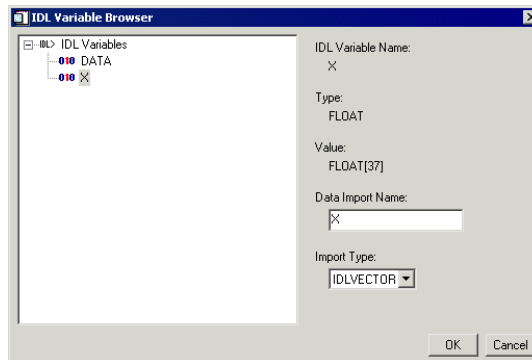 IDL Variable Browser
IDL> IDL Variables
010 DATA
010 X
IDL Variable Name:
X
Type:
FLOAT
Value:
FLOAT[37]
Data Import Name:
X
Import Type:
IDLVECTOR
OK Cancel